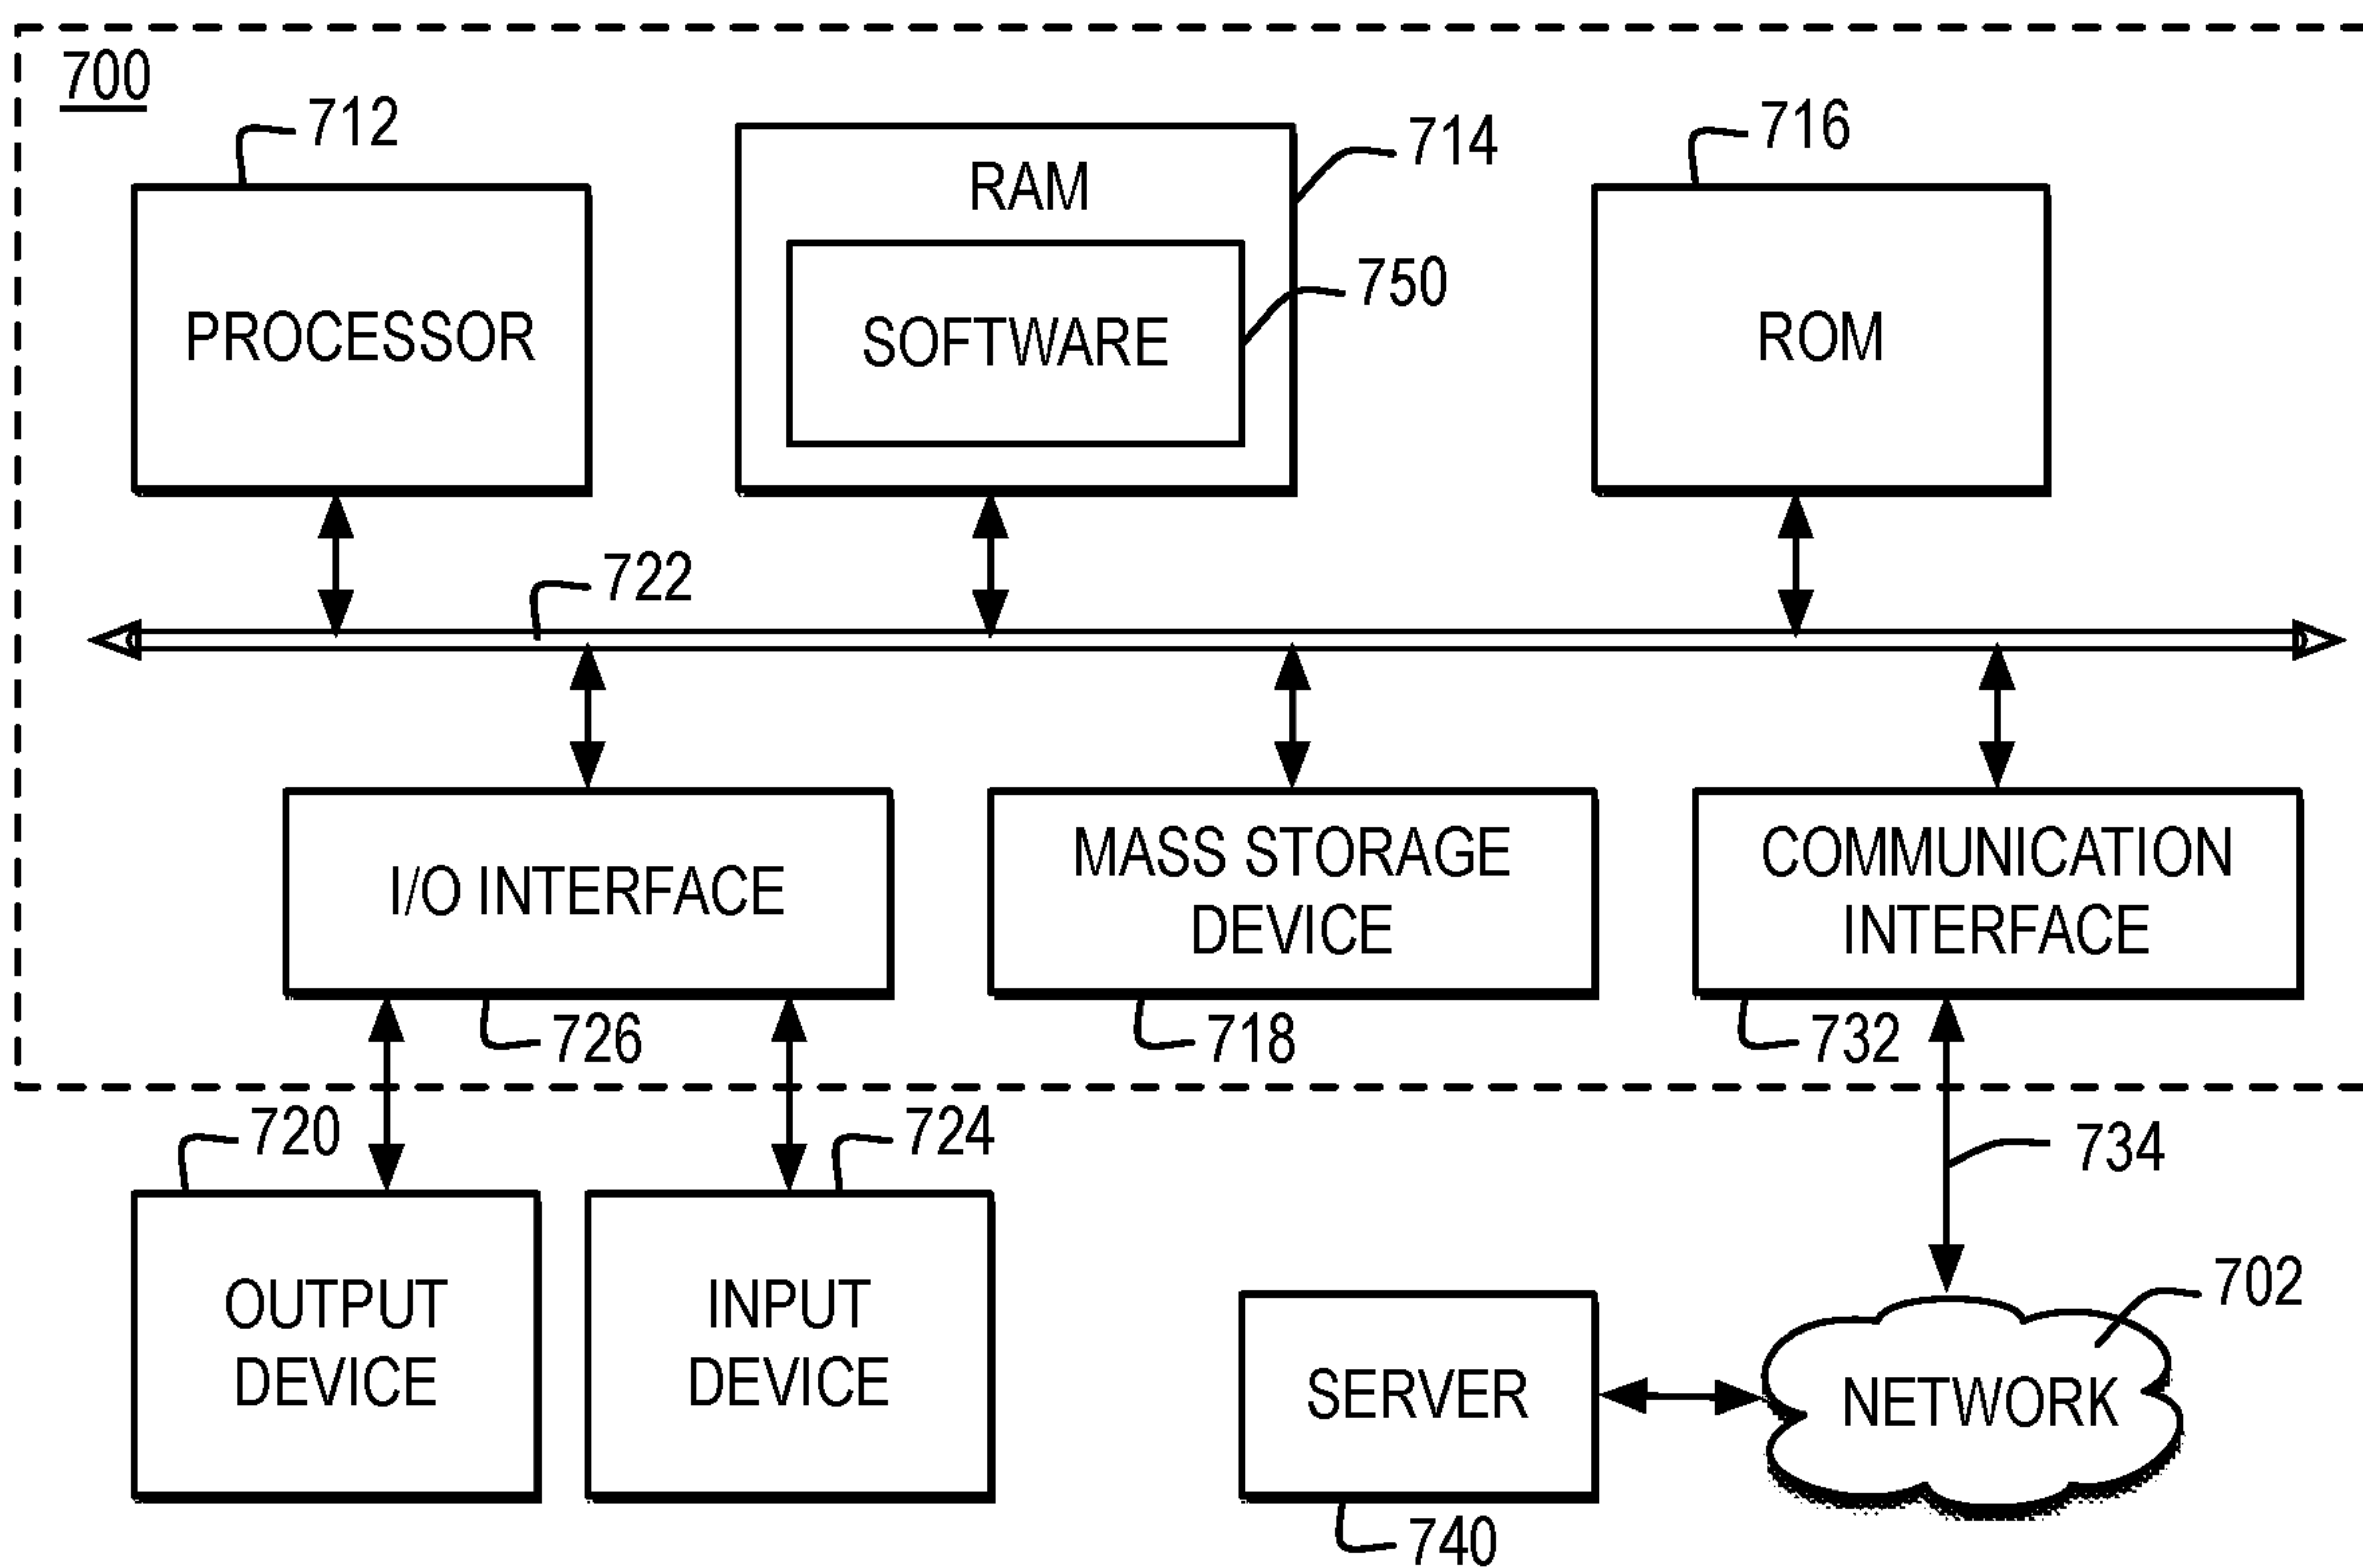 700
712
714
716
RAM
750
PROCESSOR
SOFTWARE
ROM
722
I/O INTERFACE
MASS STORAGE
DEVICE
COMMUNICATION
INTERFACE
726
718
732
720
724
734
OUTPUT
DEVICE
INPUT
DEVICE
702
SERVER
NETWORK
740